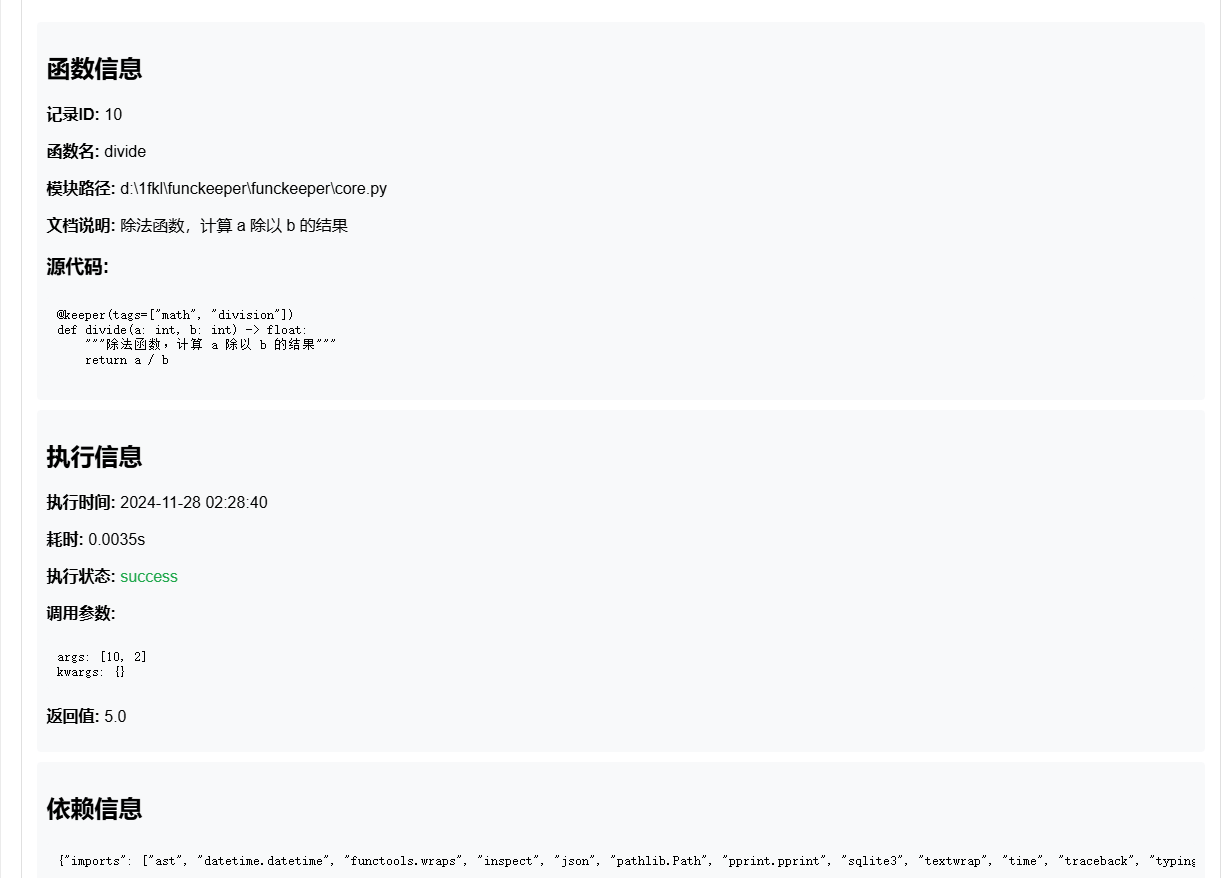 函数信息
记录ID: 10
函数名: divide
模块路径: d:\1fkl\funckeeper\funckeeper\core.py
文档说明: 除法函数，计算 a 除以 b 的结果
源代码:
@keeper(tags=["math", "division"])
def divide(a: int, b: int) -> float:
    """除法函数，计算 a 除以 b 的结果"""
    return a / b
执行信息
执行时间: 2024-11-28 02:28:40
耗时: 0.0035s
执行状态: success
调用参数:
args: [10, 2]
kwargs: {}
返回值: 5.0
依赖信息
{"imports": ["ast", "datetime.datetime", "functools.wraps", "inspect", "json", "pathlib.Path", "pprint.pprint", "sqlite3", "textwrap", "time", "traceback", "typing